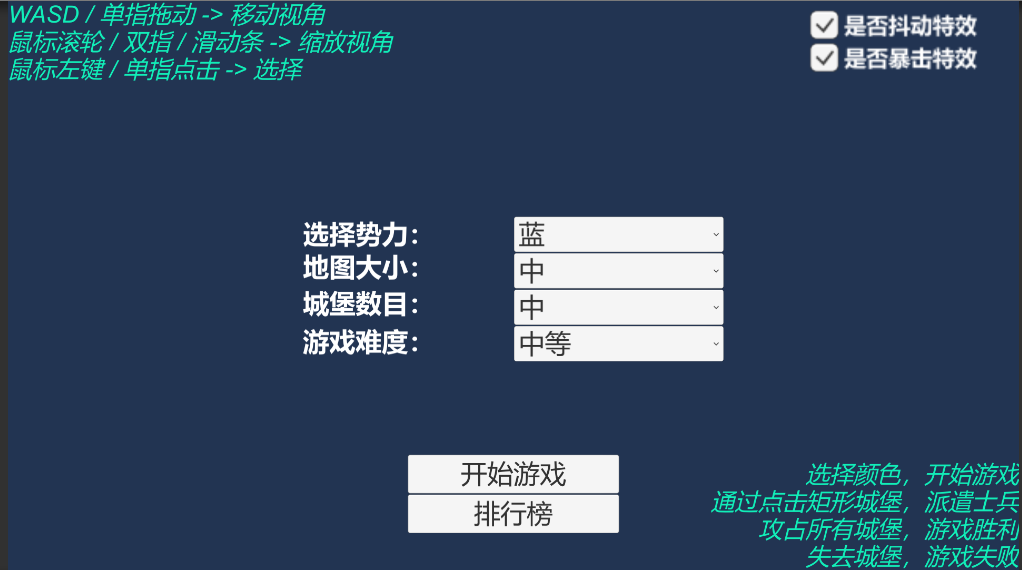 WASD / 单指拖动 -> 移动视角
鼠标滚轮 / 双指 / 滑动条 -> 缩放视角
鼠标左键 / 单指点击 -> 选择
是否抖动特效
是否暴击特效
选择势力： 蓝
地图大小： 中
城堡数目： 中
游戏难度： 中等
开始游戏
排行榜
选择颜色，开始游戏
通过点击矩形城堡，派遣士兵
攻占所有城堡，游戏胜利
失去城堡，游戏失败